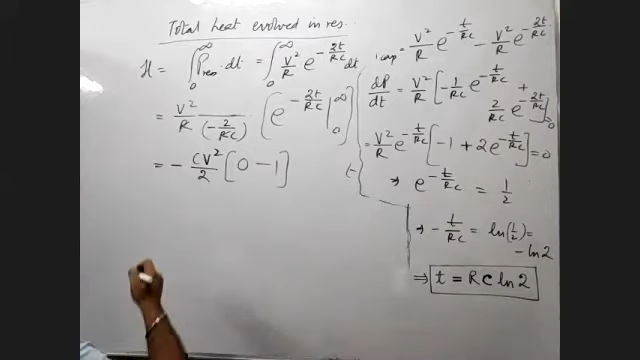 Total heat evolved in res.
H = ∫₀^∞ P_res. dt = ∫₀^∞ V²/R e^(-2t/RC) dt
= V²/R 1/(-2/RC) [e^(-2t/RC) |₀^∞
= - CV²/2 [0 - 1]
P cap = V²/R e^(-t/RC) - V²/R e^(-2t/RC)
dP/dt = V²/R [-1/RC e^(-t/RC) + 2/RC e^(-2t/RC)] = 0
= V²/R e^(-t/RC) [-1 + 2e^(-t/RC)] = 0
⇒ e^(-t/RC) = 1/2
⇒ -t/RC = ln(1/2) = -ln2
⇒ t = RC ln2